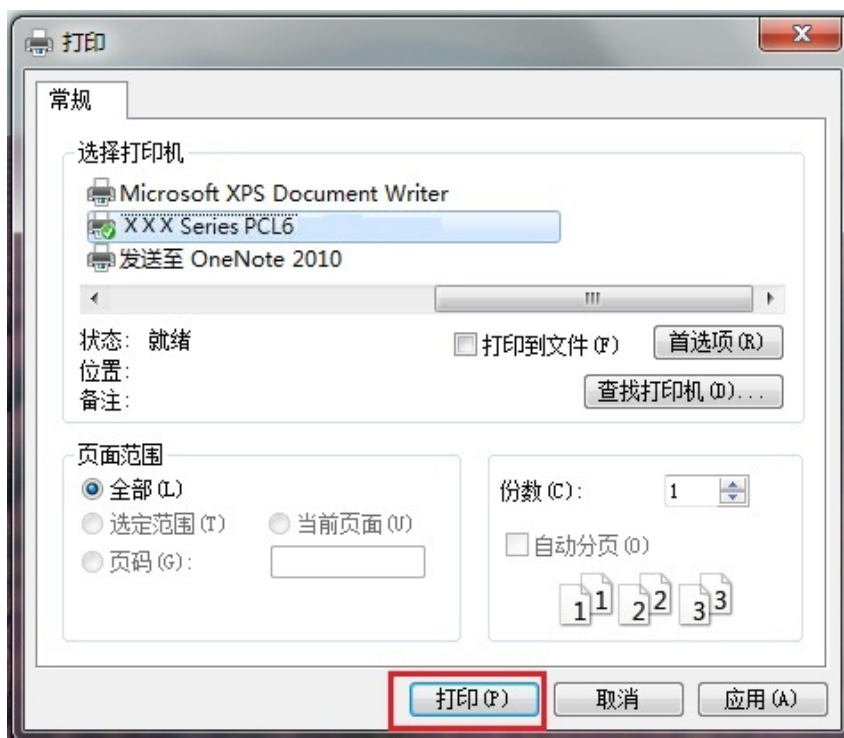 打印
常规
选择打印机
Microsoft XPS Document Writer
XXX Series PCL6
发送至 OneNote 2010
状态: 就绪
打印到文件(F)
首选项(R)
位置:
备注:
查找打印机(D)...
页面范围
全部(L)
选定范围(T) 当前页面(U)
页码(G):
份数(C): 1
自动分页(O)
1 1 2 2 3 3
打印(P) 取消 应用(A)